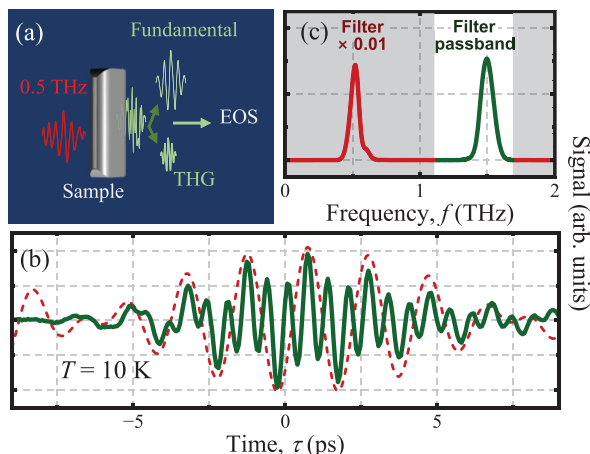 (a)
Fundamental
0.5 THz
EOS
THG
Sample
(c)
Filter
× 0.01
Filter
passband
0
1
2
Frequency, f (THz)
Signal (arb. units)
(b)
T = 10 K
−5
0
5
Time, τ (ps)